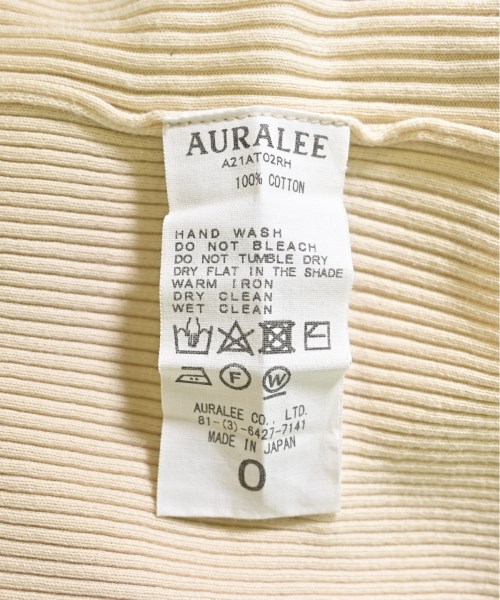 AURALEE
A21AT02RH
100% COTTON
HAND WASH
DO NOT BLEACH
DO NOT TUMBLE DRY
DRY FLAT IN THE SHADE
WARM IRON
DRY CLEAN
WET CLEAN
F W
AURALEE CO., LTD.
81-(3)-6427-7141
MADE IN JAPAN
0